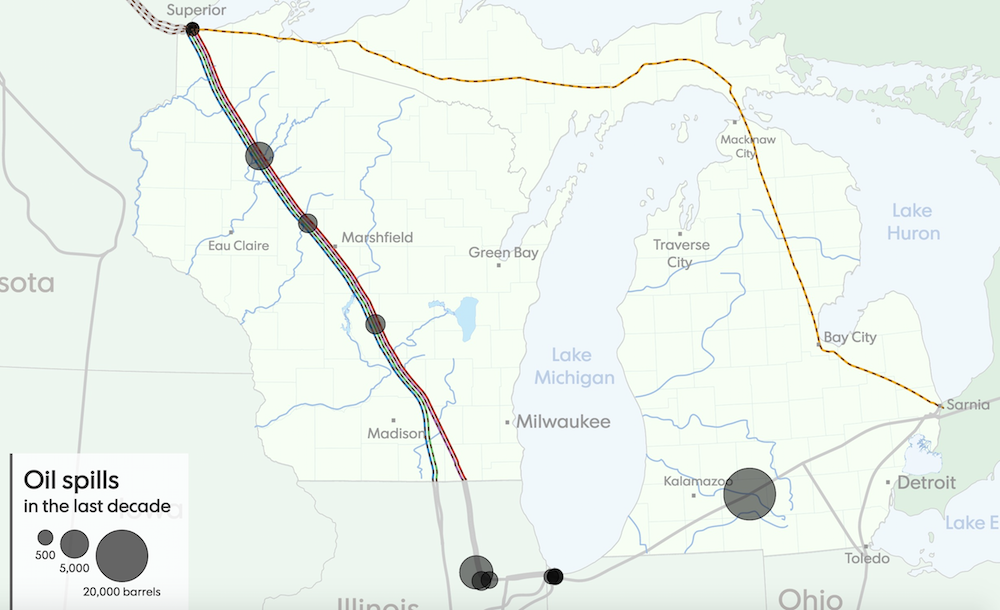 Superior
Mackinaw
City
Lake
Huron
Eau Claire
Marshfield
Green Bay
Traverse
City
sota
Bay City
Lake
Michigan
Sarnia
Madison
Milwaukee
Kalamazoo
Detroit
Lake E
Toledo
Illinois
Ohio
Oil spills
in the last decade
500
5,000
20,000 barrels